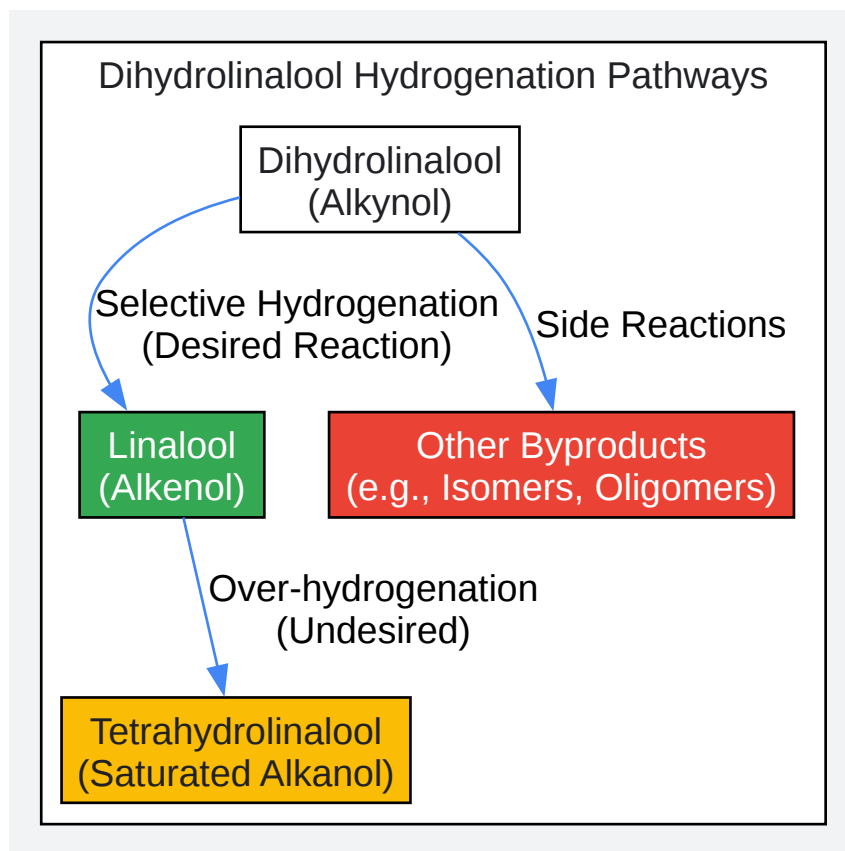 Dihydrolinalool Hydrogenation Pathways
Dihydrolinalool
(Alkynol)
Selective Hydrogenation
(Desired Reaction)
Side Reactions
Linalool
(Alkenol)
Other Byproducts
(e.g., Isomers, Oligomers)
Over-hydrogenation
(Undesired)
Tetrahydrolinalool
(Saturated Alkanol)